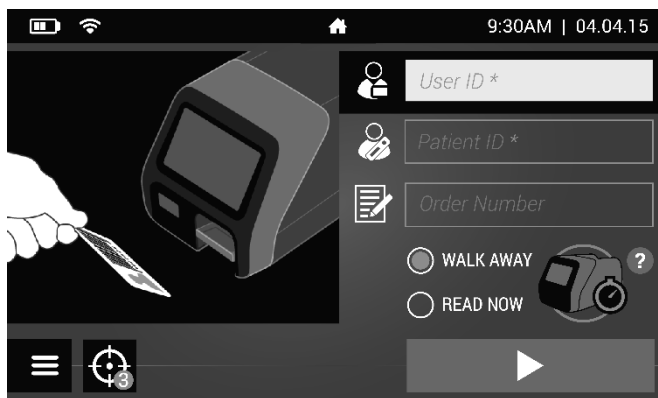 9:30AM | 04.04.15
User ID *
Patient ID *
Order Number
WALK AWAY
?
READ NOW
3